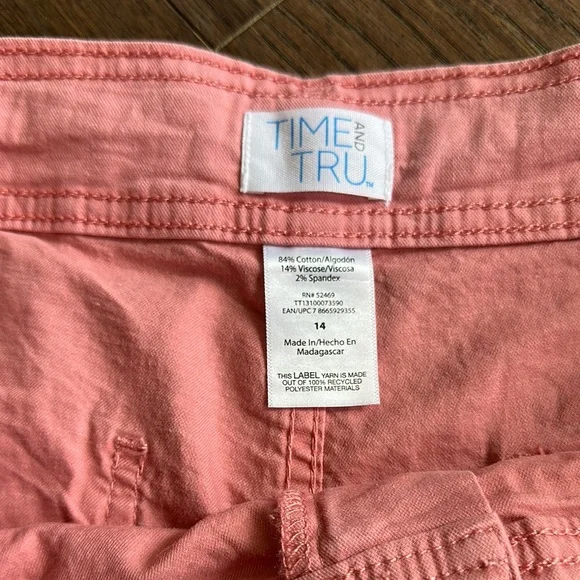 TIME AND
TRU™
84% Cotton/Algodón
14% Viscose/Viscosa
2% Spandex
RN# 52469
TT13100073590
EAN/UPC 7 8665929355
14
Made In/Hecho En
Madagascar
THIS LABEL YARN IS MADE
OUT OF 100% RECYCLED
POLYESTER MATERIALS